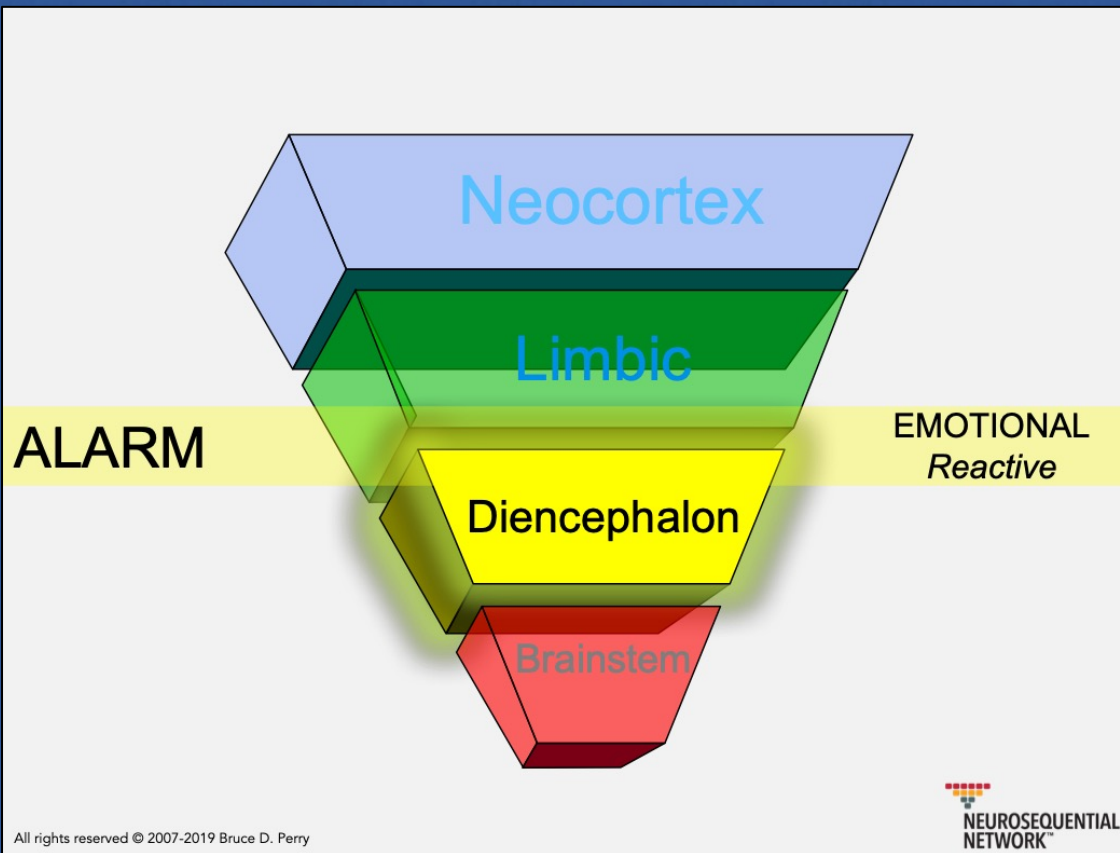 Neocortex
Limbic
ALARM
EMOTIONAL
Reactive
Diencephalon
Brainstem
All rights reserved © 2007-2019 Bruce D. Perry
NEUROSEQUENTIAL
NETWORK™